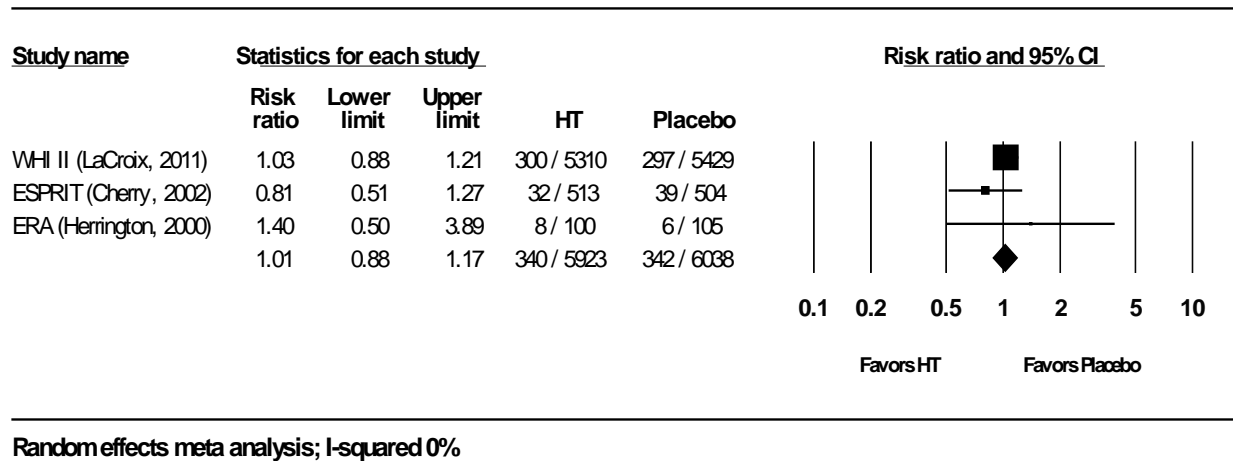 Study name Statistics for each study Risk ratio and 95% CI
Risk ratio Lower limit Upper limit HT Placebo
WHI II (LaCroix, 2011) 1.03 0.88 1.21 300 / 5310 297 / 5429
ESPRIT (Cherry, 2002) 0.81 0.51 1.27 32 / 513 39 / 504
ERA (Herrington, 2000) 1.40 0.50 3.89 8 / 100 6 / 105
1.01 0.88 1.17 340 / 5923 342 / 6038
0.1 0.2 0.5 1 2 5 10
Favors HT Favors Placebo
Random effects meta analysis; I-squared 0%